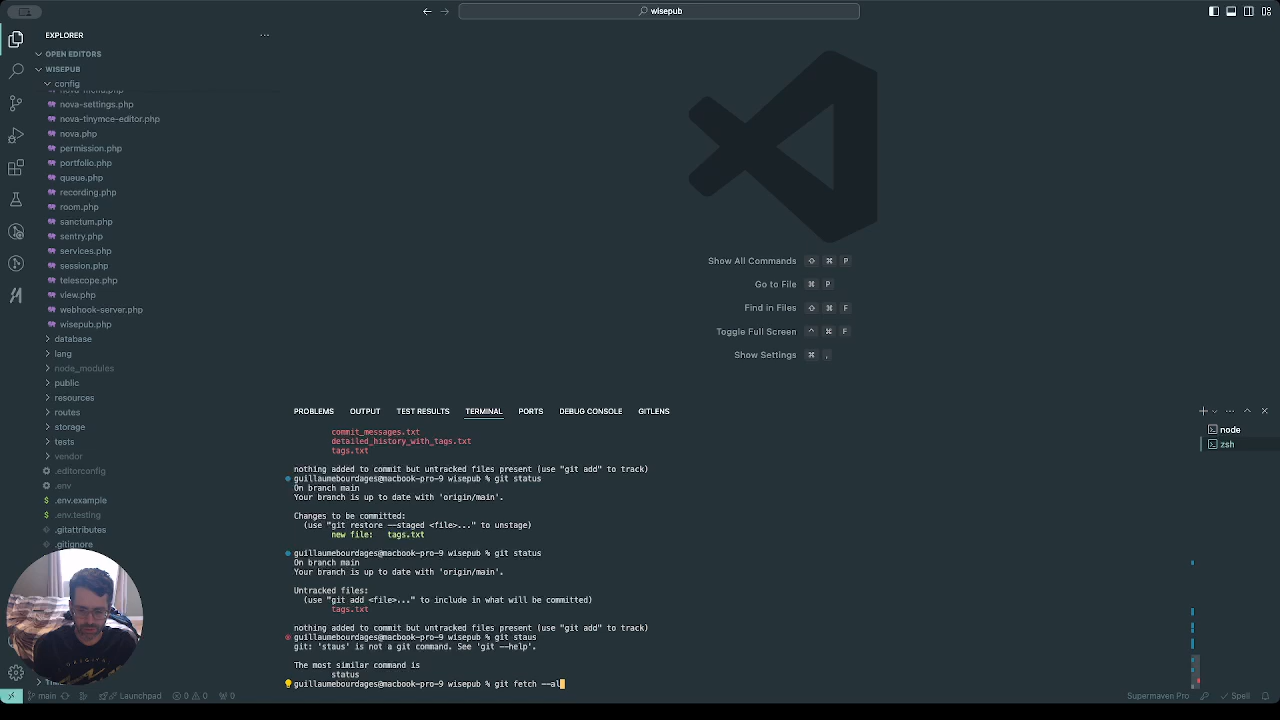 wisepub
EXPLORER
OPEN EDITORS
WISEPUB
config
nova-menu.php
nova-settings.php
nova-tinymce-editor.php
nova.php
permission.php
portfolio.php
queue.php
recording.php
room.php
sanctum.php
sentry.php
services.php
session.php
telescope.php
view.php
webhook-server.php
wisepub.php
database
lang
node_modules
public
resources
routes
storage
tests
vendor
.editorconfig
.env
.env.example
.env.testing
.gitattributes
.gitignore
Show All Commands ⇧ ⌘ P
Go to File ⌘ P
Find in Files ⇧ ⌘ F
Toggle Full Screen ^ ⌘ F
Show Settings ⌘ ,
PROBLEMS OUTPUT TEST RESULTS TERMINAL PORTS DEBUG CONSOLE GITLENS
node
zsh
commit_messages.txt
detailed_history_with_tags.txt
tags.txt
nothing added to commit but untracked files present (use "git add" to track)
guillaumebourdages@macbook-pro-9 wisepub % git status
On branch main
Your branch is up to date with 'origin/main'.
Changes to be committed:
(use "git restore --staged <file>..." to unstage)
new file: tags.txt
guillaumebourdages@macbook-pro-9 wisepub % git status
On branch main
Your branch is up to date with 'origin/main'.
Untracked files:
(use "git add <file>..." to include in what will be committed)
tags.txt
nothing added to commit but untracked files present (use "git add" to track)
guillaumebourdages@macbook-pro-9 wisepub % git staus
git: 'staus' is not a git command. See 'git --help'.
The most similar command is
status
guillaumebourdages@macbook-pro-9 wisepub % git fetch --al
main Launchpad 0 0 0
Supermaven Pro Spell